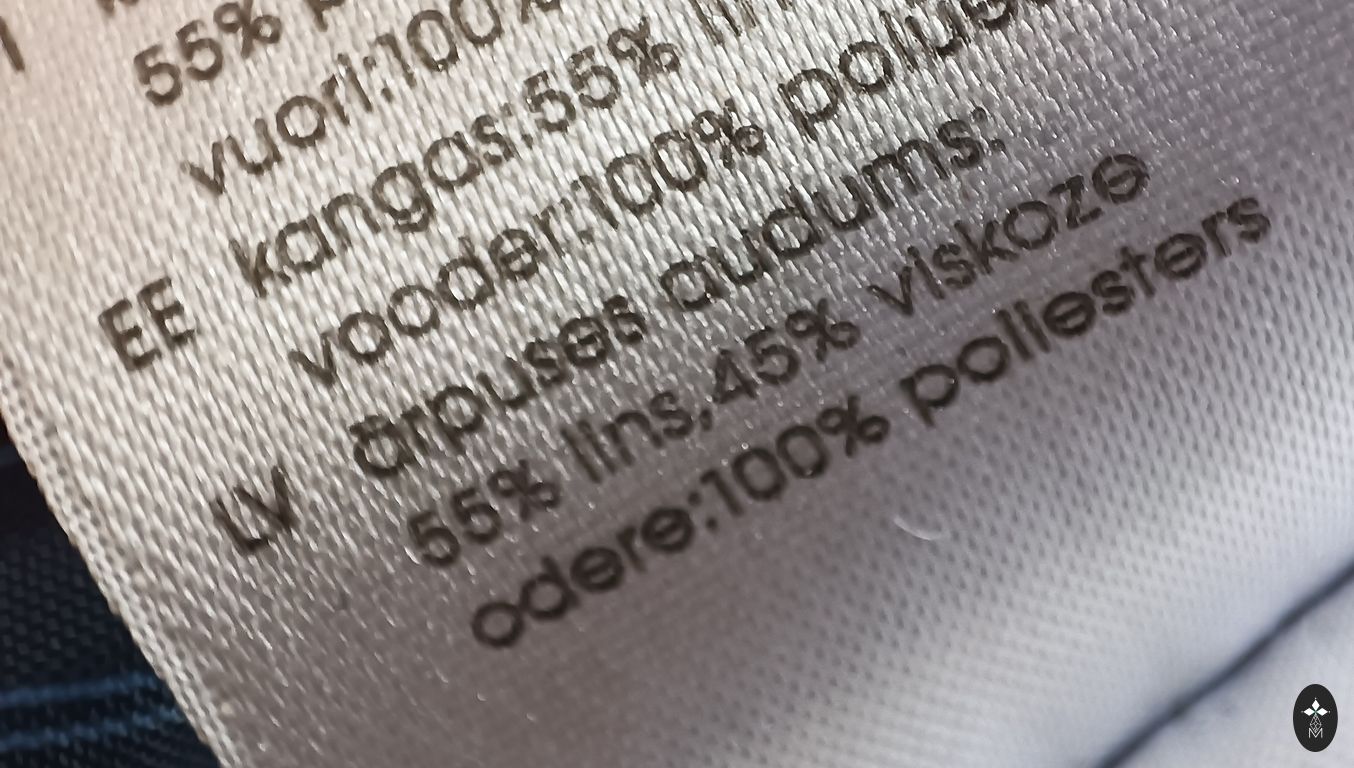 55%
vuori:100%
EE kangas:55%
vooder:100%
LV ārpuses audums:
55% lins,45% viskoze
odere:100% poliesters
M